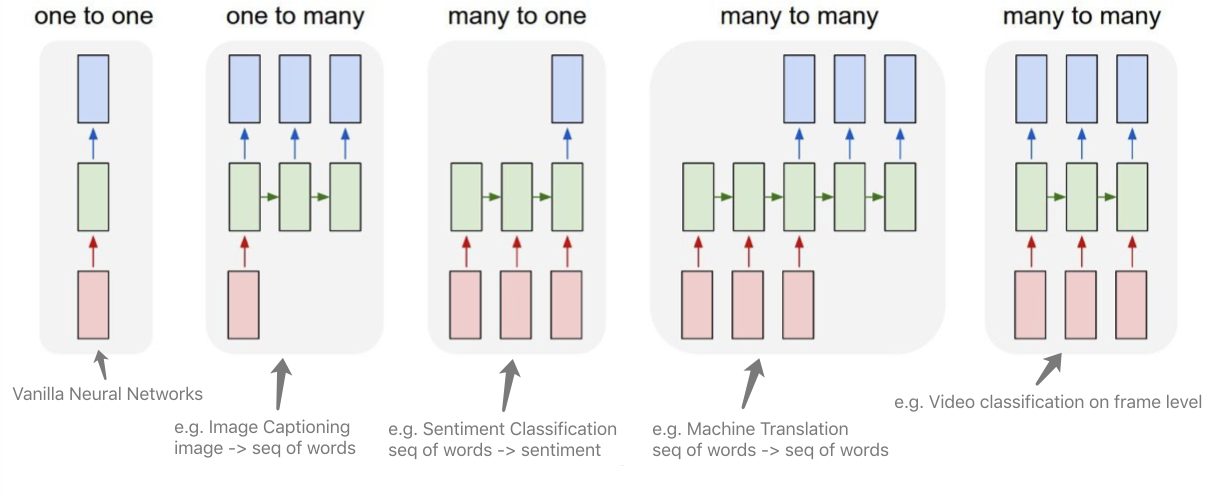 one to one
one to many
many to one
many to many
many to many
Vanilla Neural Networks
e.g. Image Captioning
image -> seq of words
e.g. Sentiment Classification
seq of words -> sentiment
e.g. Machine Translation
seq of words -> seq of words
e.g. Video classification on frame level